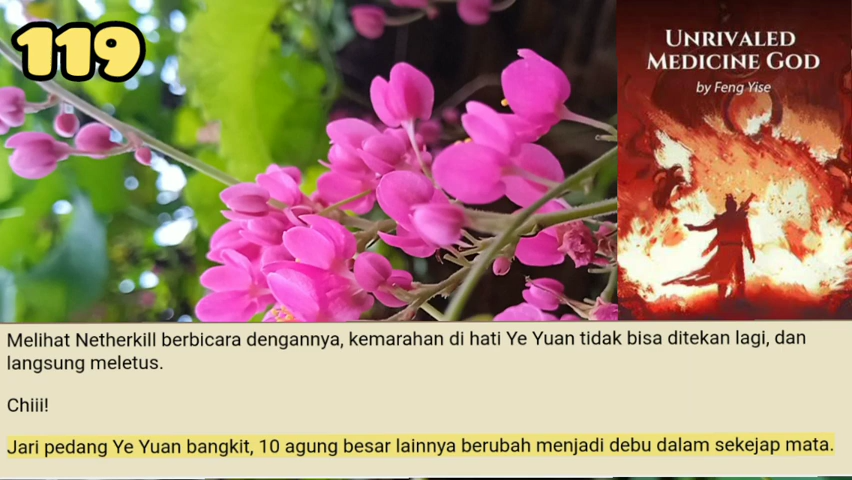 119
UNRIVALED
MEDICINE GOD
by Feng Yise
Melihat Netherkill berbicara dengannya, kemarahan di hati Ye Yuan tidak bisa ditekan lagi, dan
langsung meletus.
Chiii!
Jari pedang Ye Yuan bangkit, 10 agung besar lainnya berubah menjadi debu dalam sekejap mata.